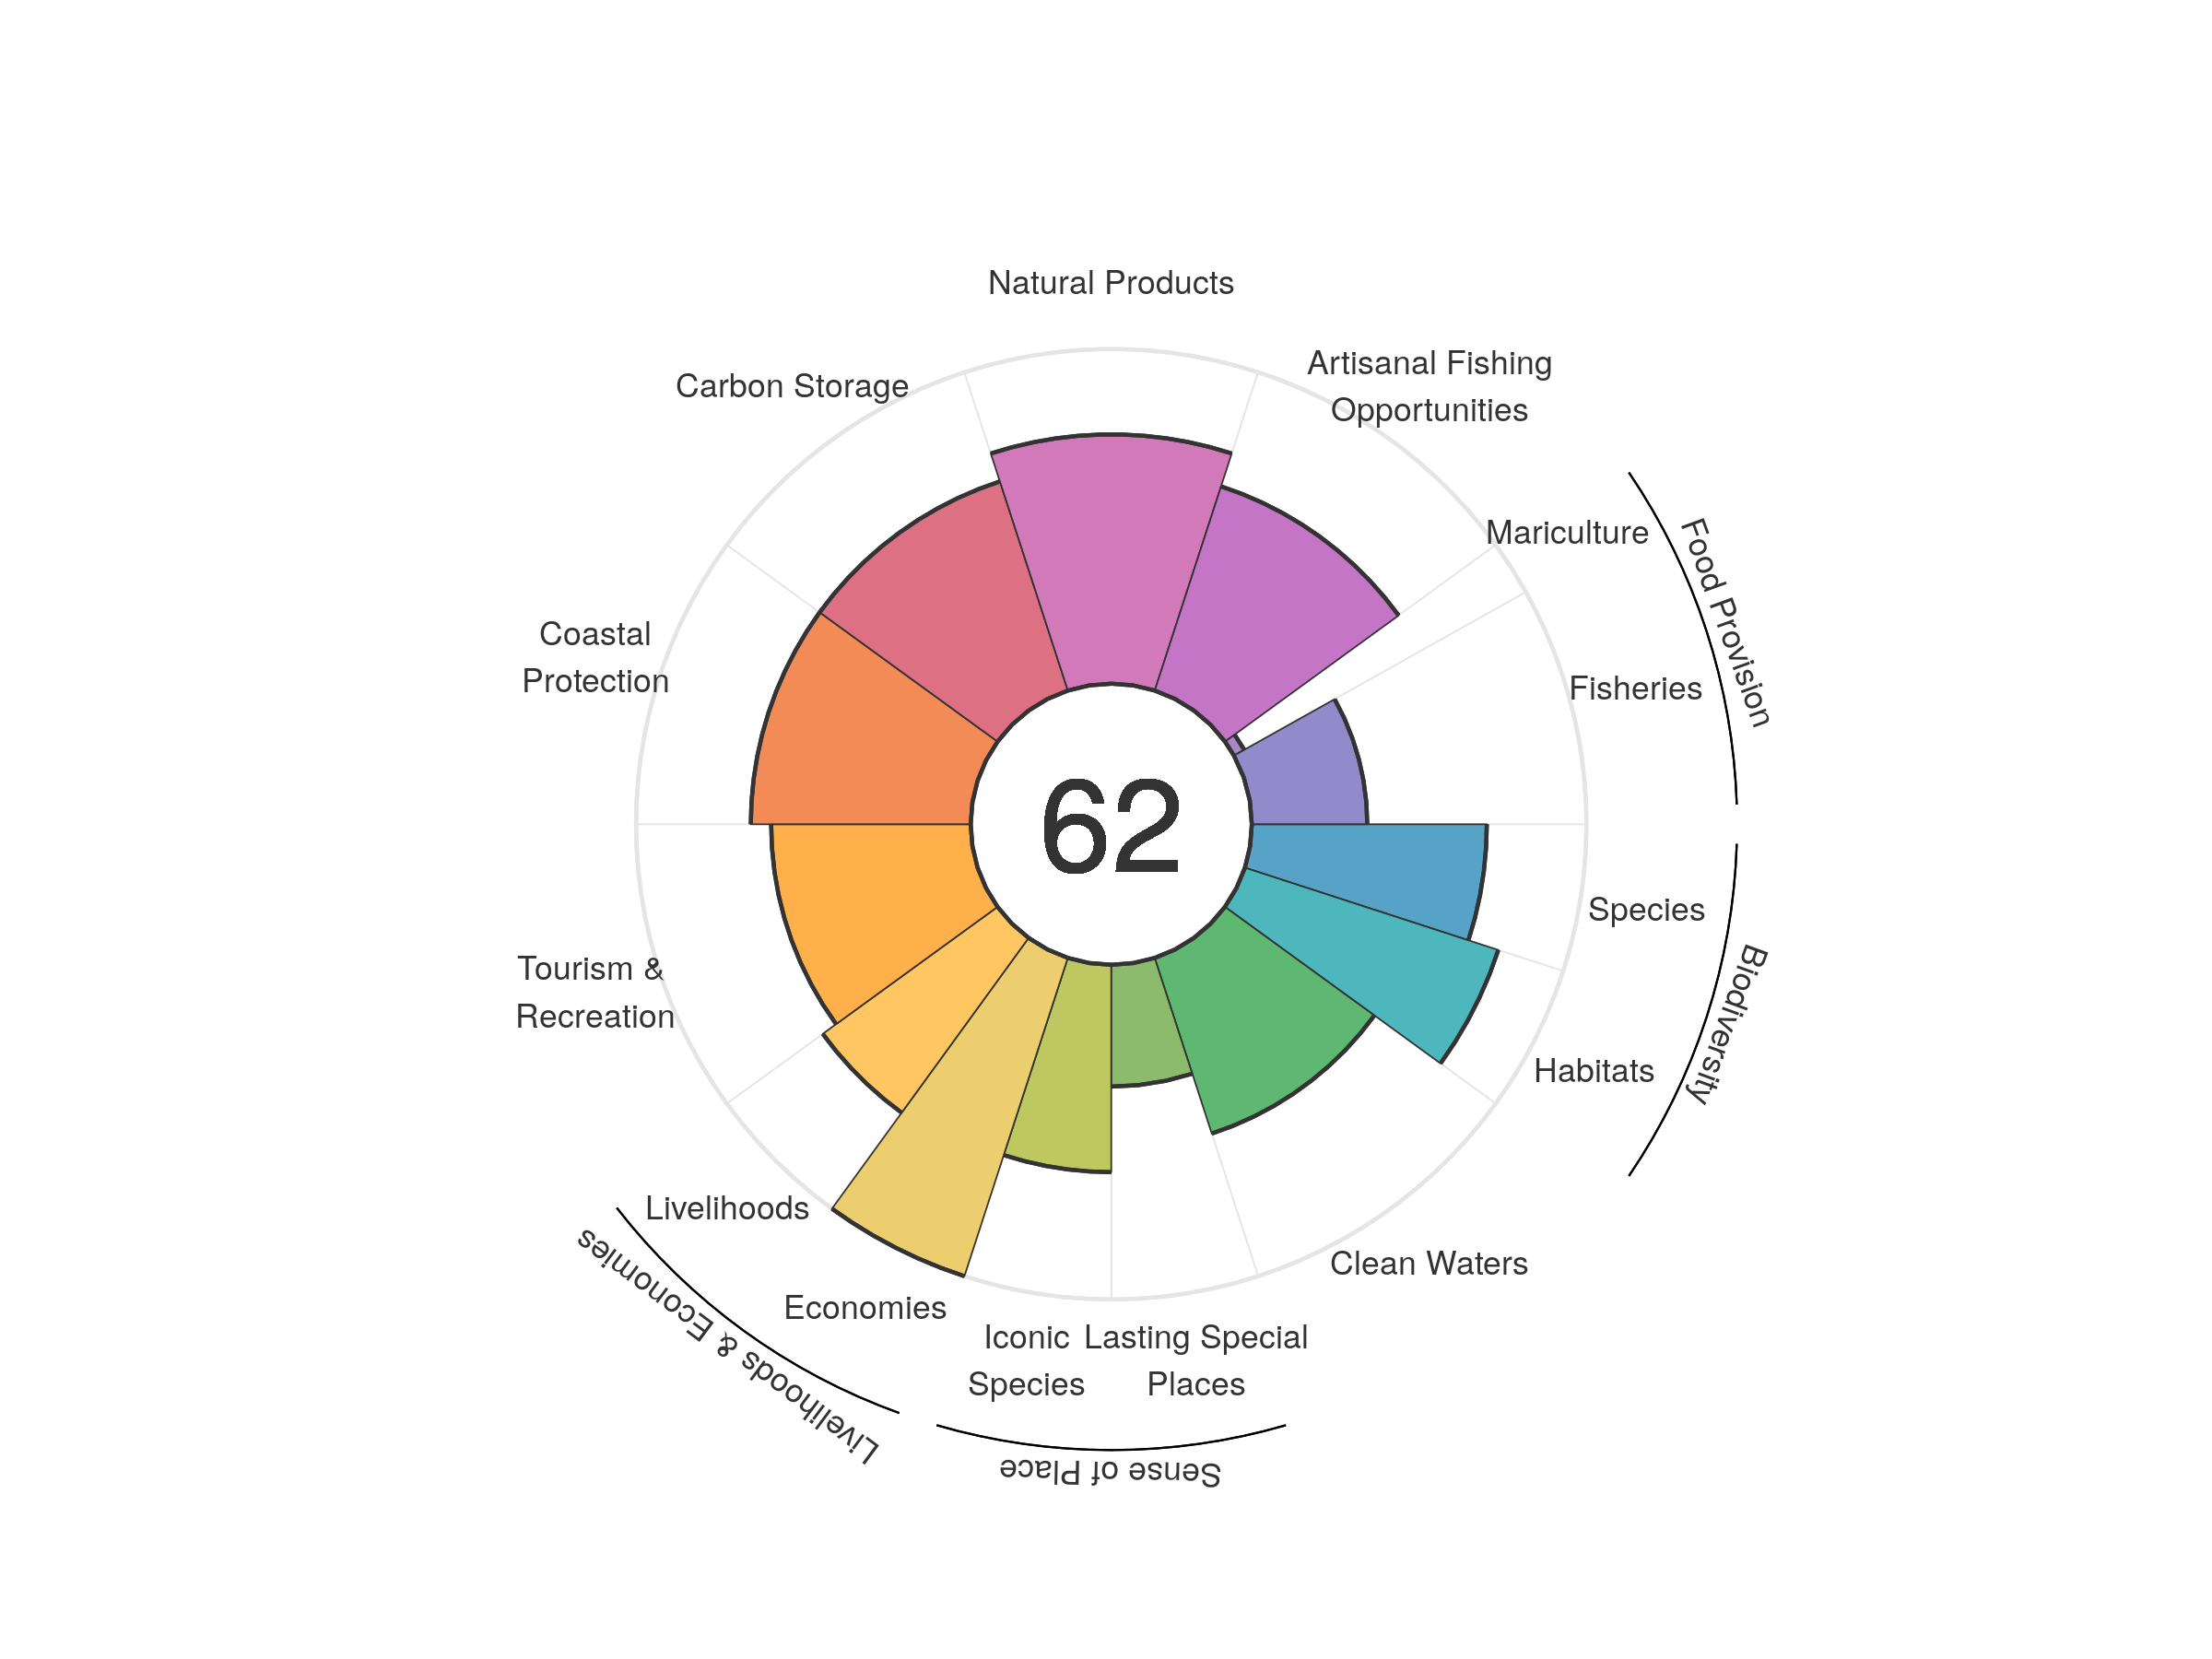 Natural Products
Artisanal Fishing
Opportunities
Carbon Storage
Mariculture
Food Provision
Coastal
Protection
Fisheries
62
Species
Biodiversity
Tourism &
Recreation
Habitats
Livelihoods
Livelihoods & Economies
Clean Waters
Economies
Iconic
Species
Lasting Special
Places
Sense of Place